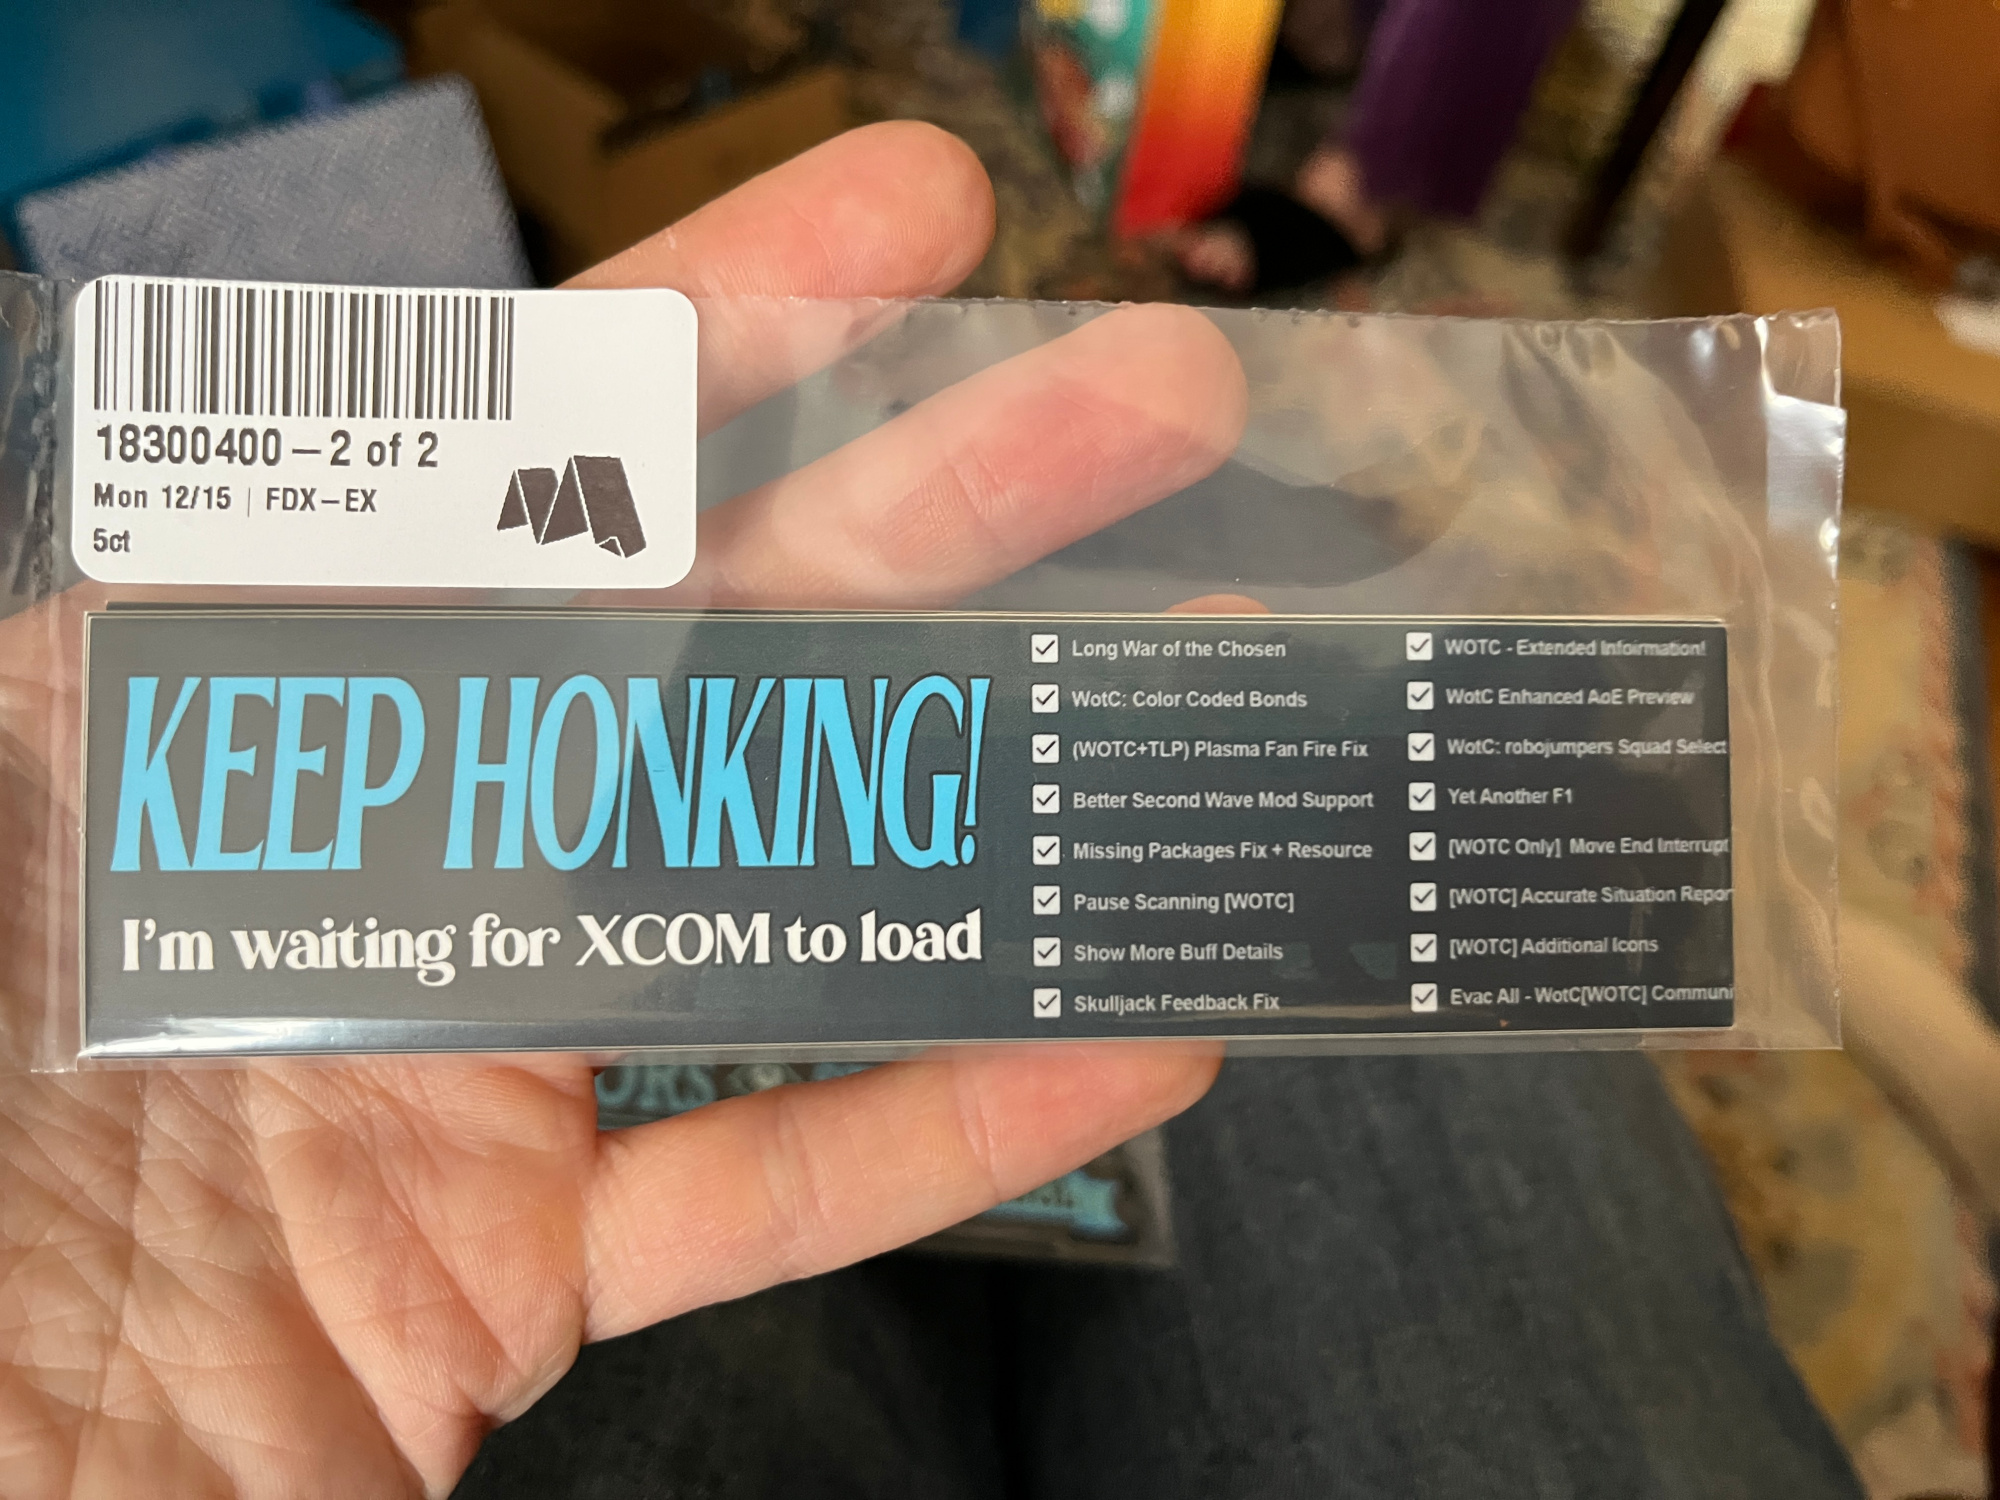 18300400 – 2 of 2
Mon 12/15 | FDX–EX
5ct
KEEP HONKING!
I'm waiting for XCOM to load
Long War of the Chosen
WotC: Color Coded Bonds
(WOTC+TLP) Plasma Fan Fire Fix
Better Second Wave Mod Support
Missing Packages Fix + Resource
Pause Scanning [WOTC]
Show More Buff Details
Skulljack Feedback Fix
WOTC - Extended Information!
WotC Enhanced AoE Preview
WotC: robojumpers Squad Select
Yet Another F1
[WOTC Only] Move End Interrupt
[WOTC] Accurate Situation Repor
[WOTC] Additional Icons
Evac All - WotC[WOTC] Communi
ORS